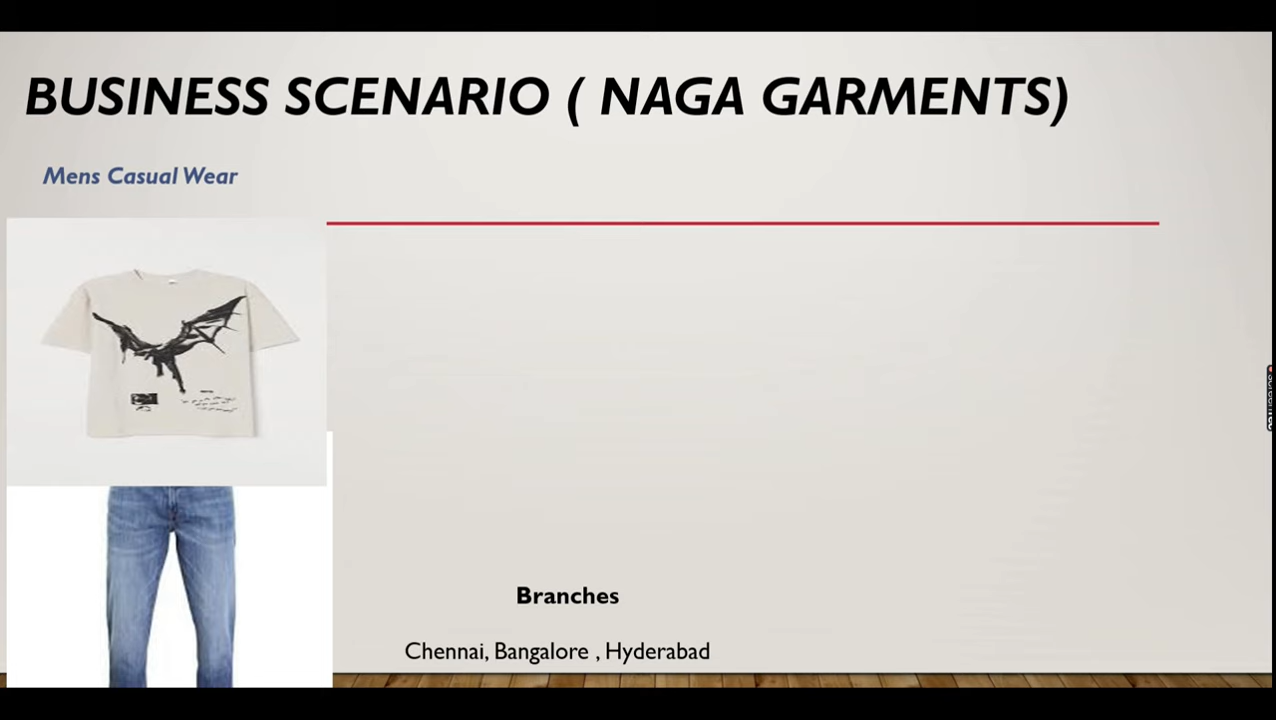 BUSINESS SCENARIO ( NAGA GARMENTS)
Mens Casual Wear
Branches
Chennai, Bangalore , Hyderabad